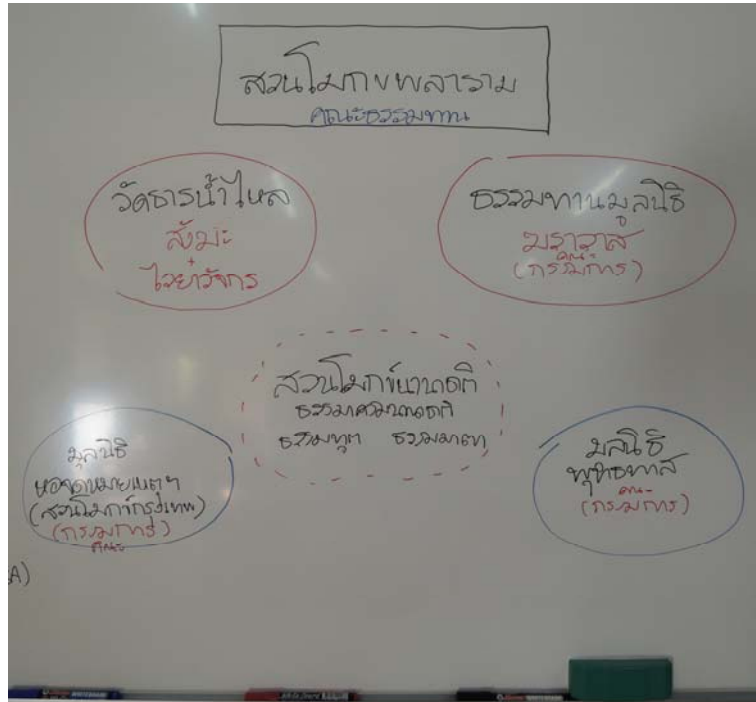 สวนโมกขพลาราม
คณะธรรมทาน
วัดธารน้ำไหล
สังฆะ
ไวยาวัจกร
ธรรมทานมูลนิธิ
ฆราวาส
คณะ
(กรรมการ)
สวนโมกข์นานาชาติ
ธรรมาศรมนานาชาติ
ธรรมทูต ธรรมมาตา
มูลนิธิ
หอจดหมายเหตุฯ
(สวนโมกข์กรุงเทพ)
(กรรมการ)
คณะ
มูลนิธิ
พุทธทาส
คณะ
(กรรมการ)
A)